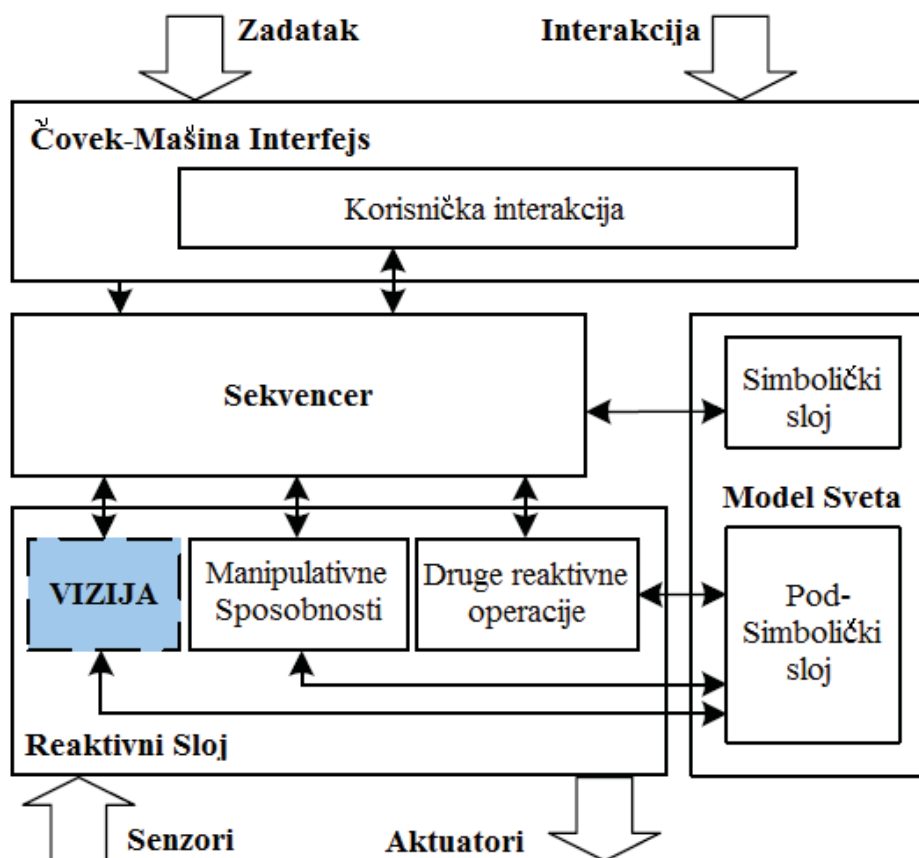 Zadatak
Interakcija
Čovek-Mašina Interfejs
Korisnička interakcija
Sekvencer
Simbolički
sloj
Model Sveta
VIZIJA
Manipulativne
Sposobnosti
Druge reaktivne
operacije
Pod-
Simbolički
sloj
Reaktivni Sloj
Senzori
Aktuatori